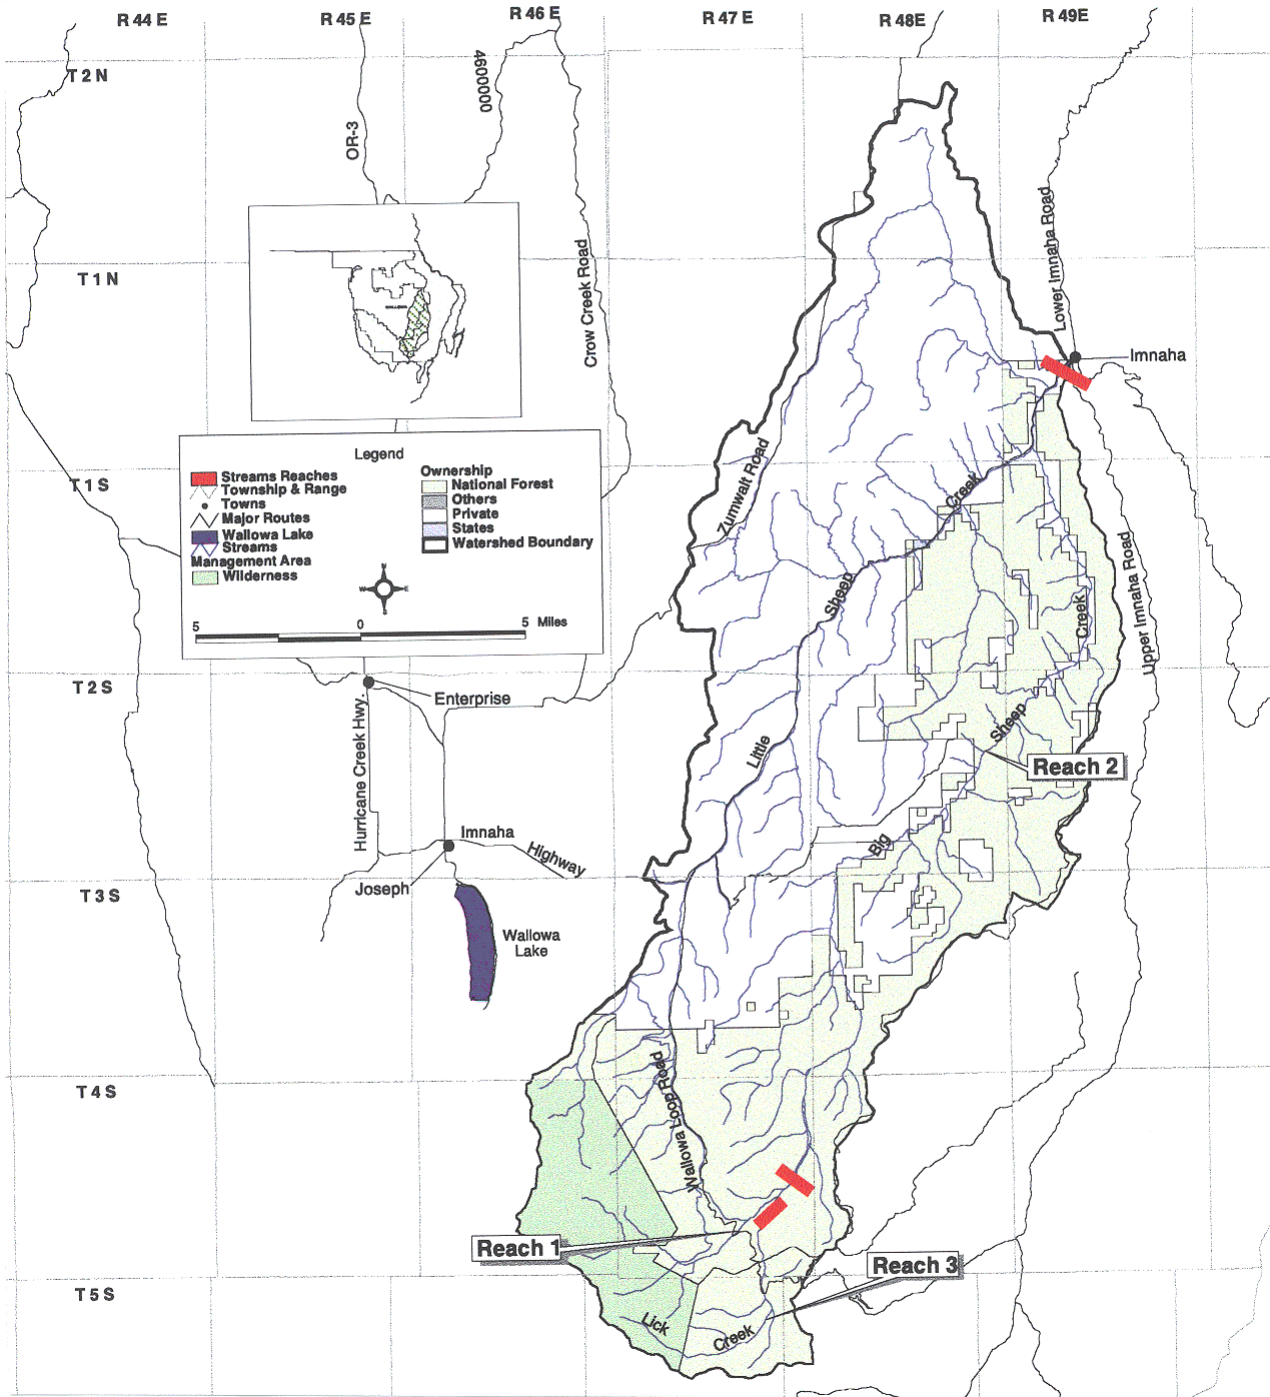 R 44 E
R 45 E
R 46 E
R 47 E
R 48E
R 49E
T 2 N
4600000
OR-3
Lower Imnaha Road
Crow Creek Road
T 1 N
Imnaha
Legend
Streams Reaches
Township & Range
Towns
Major Routes
Wallowa Lake
Streams
Management Area
Wilderness
Ownership
National Forest
Others
Private
States
Watershed Boundary
N
W
E
S
5
0
5
Miles
T 1 S
Zumwalt Road
Creek
Sheep
Creek
Upper Imnaha Road
T 2 S
Enterprise
Hurricane Creek Hwy.
Little
Sheep
Reach 2
Imnaha
Highway
Big
Joseph
T 3 S
Wallowa
Lake
Wallowa Loop Road
T 4 S
Reach 1
Reach 3
T 5 S
Lick
Creek